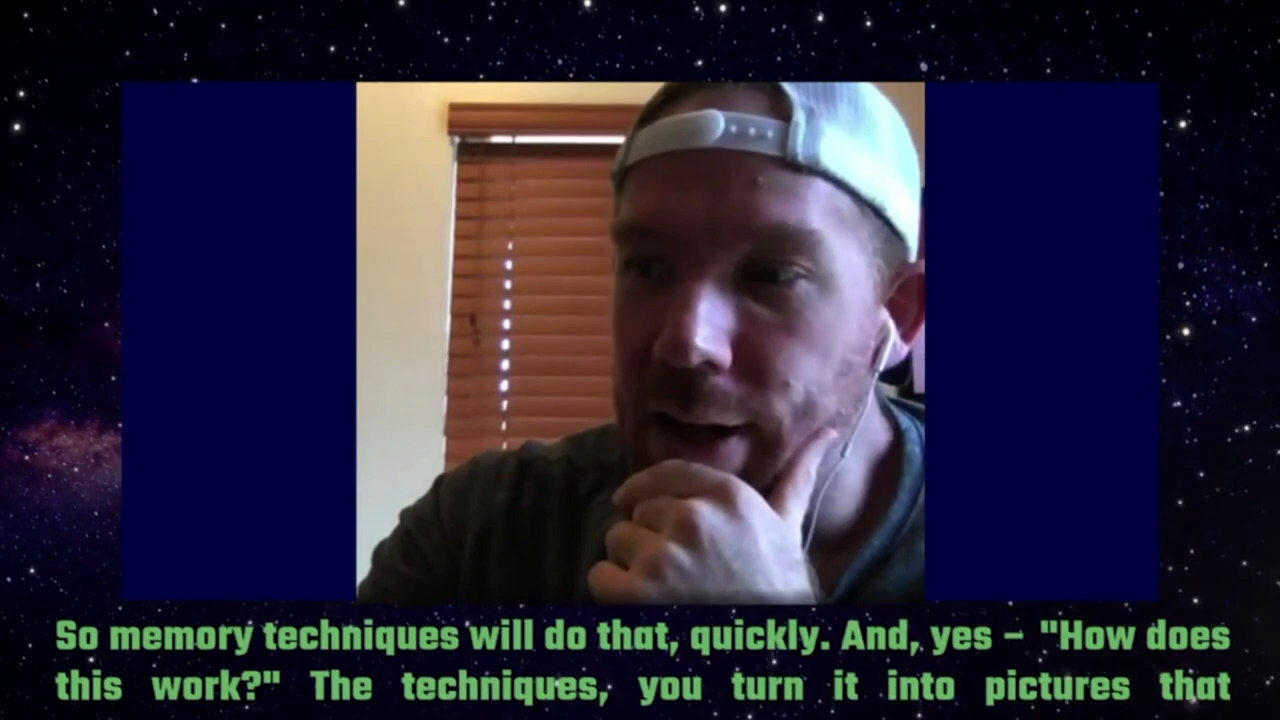 So memory techniques will do that, quickly. And, yes – "How does
this work?" The techniques, you turn it into pictures that